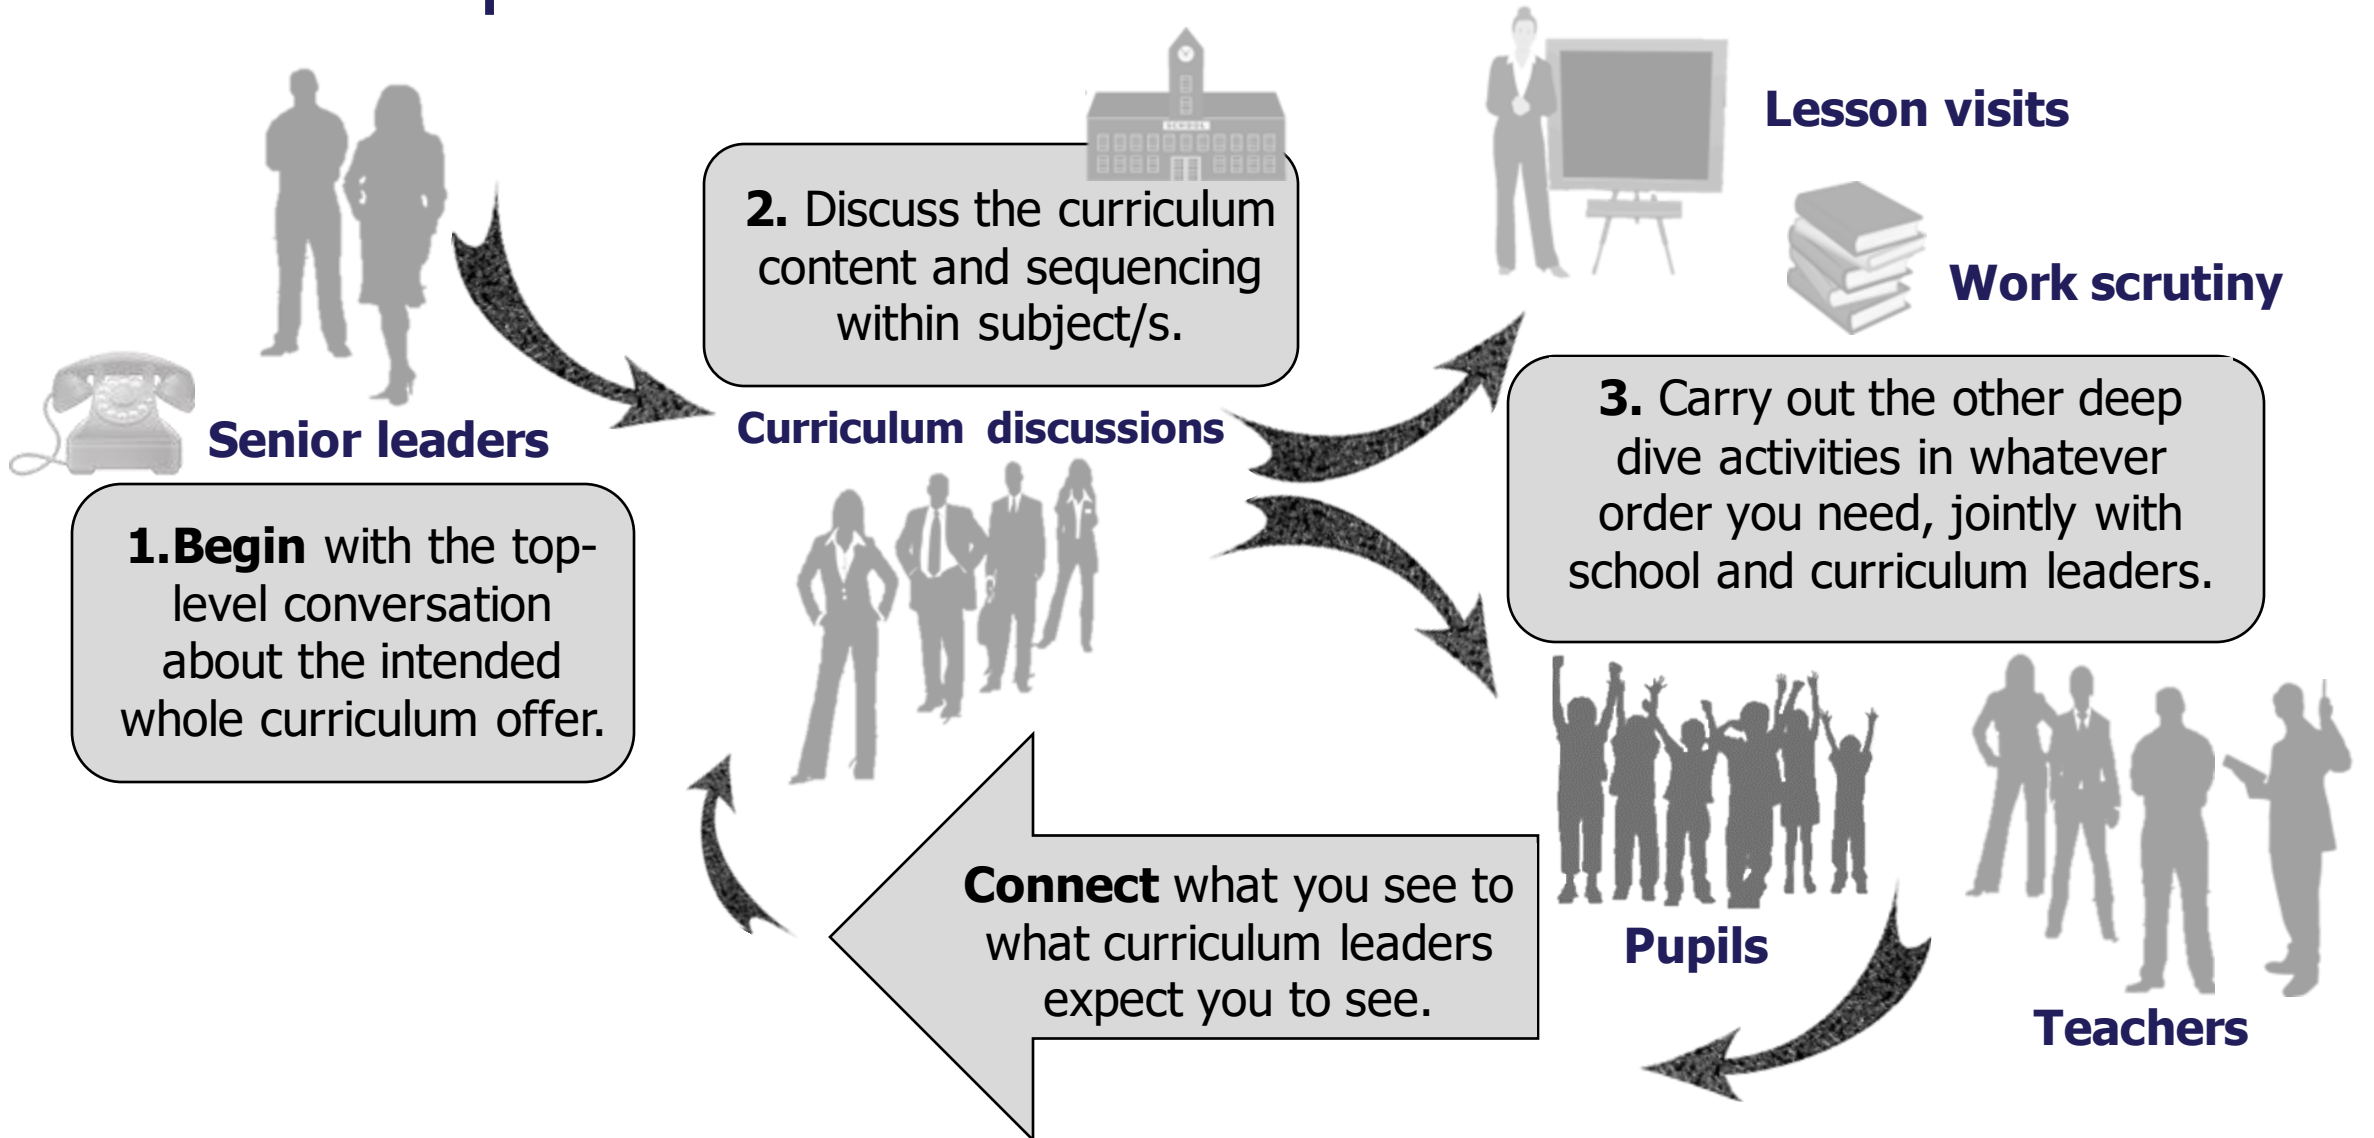 Senior leaders
1.Begin with the top-
level conversation
about the intended
whole curriculum offer.
SCHOOL
2. Discuss the curriculum
content and sequencing
within subject/s.
Curriculum discussions
Lesson visits
Work scrutiny
3. Carry out the other deep
dive activities in whatever
order you need, jointly with
school and curriculum leaders.
Pupils
Teachers
Connect what you see to
what curriculum leaders
expect you to see.